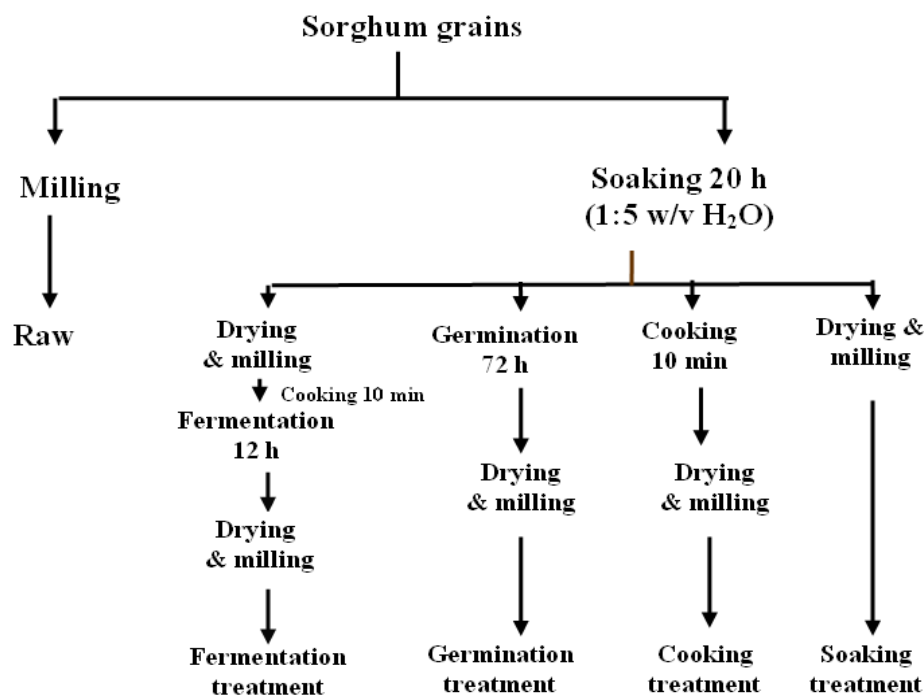 Sorghum grains
Milling
Soaking 20 h
(1:5 w/v H₂O)
Raw
Drying
& milling
Germination
72 h
Cooking
10 min
Drying &
milling
Cooking 10 min
Fermentation
12 h
Drying
& milling
Drying
& milling
Drying
& milling
Fermentation
treatment
Germination
treatment
Cooking
treatment
Soaking
treatment